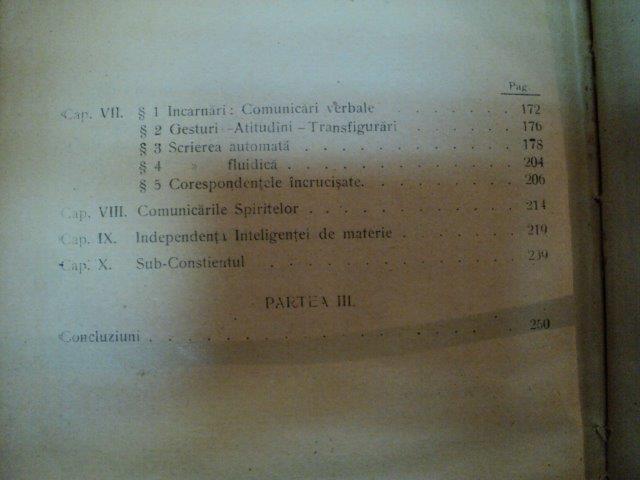 Pag.
Cap. VII. § 1 Incarnări: Comunicări verbale . . . . . . . 172
§ 2 Gesturi—Atitudini—Transfigurări . . . . . . 176
§ 3 Scrierea automată . . . . . . . . . . 178
§ 4 » fluidică . . . . . . . . . . 204
§ 5 Corespondențele încrucișate. . . . . . . . 206
Cap. VIII. Comunicările Spiritelor . . . . . . . . . . 214
Cap. IX. Independența Inteligenței de materie . . . . . . 219
Cap. X. Sub-Constientul . . . . . . . . . . . 239
PARTEA III.
Concluziuni . . . . . . . . . . . . . . . 250